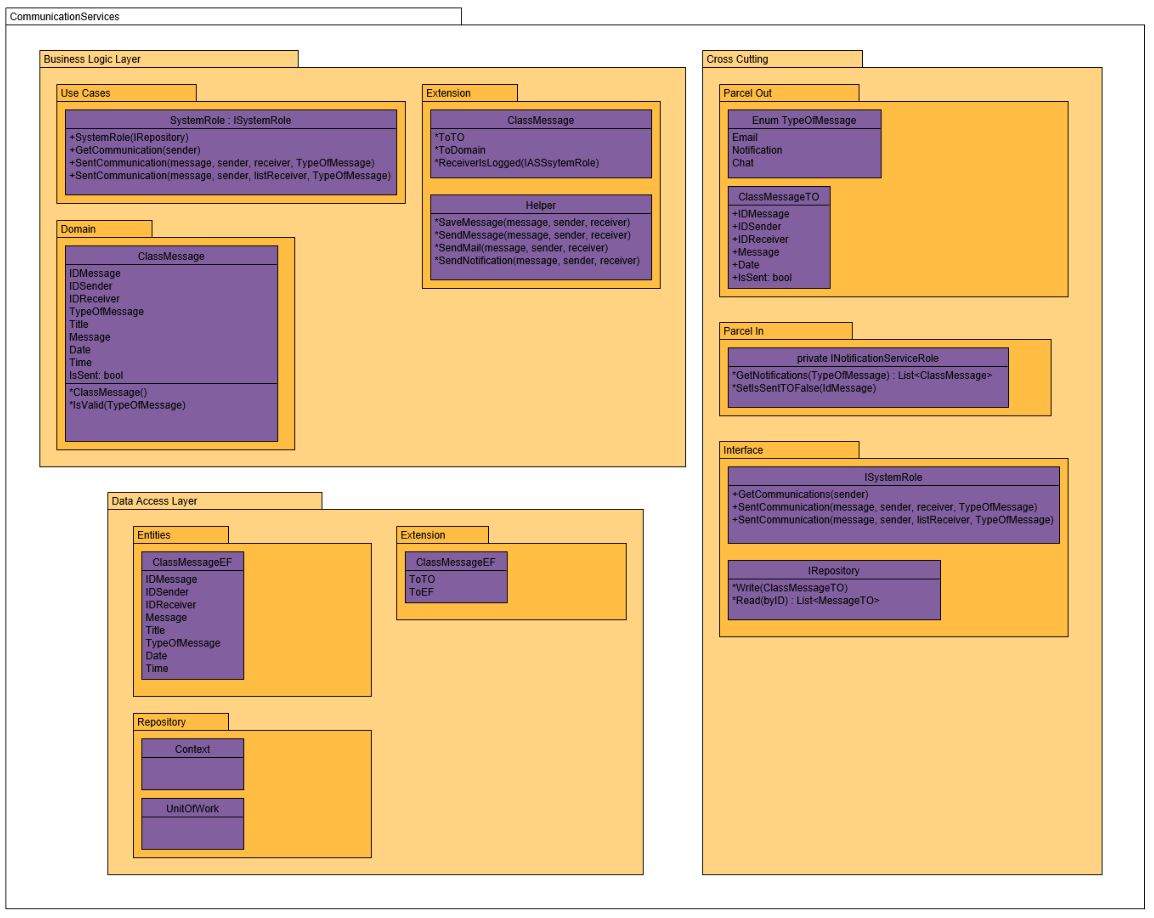 CommunicationServices
Business Logic Layer
Use Cases
SystemRole : ISystemRole
+SystemRole(IRepository)
+GetCommunication(sender)
+SentCommunication(message, sender, receiver, TypeOfMessage)
+SentCommunication(message, sender, listReceiver, TypeOfMessage)
Extension
ClassMessage
*ToTO
*ToDomain
*ReceiverIsLogged(IASSsytemRole)
Helper
*SaveMessage(message, sender, receiver)
*SendMessage(message, sender, receiver)
*SendMail(message, sender, receiver)
*SendNotification(message, sender, receiver)
Domain
ClassMessage
IDMessage
IDSender
IDReceiver
TypeOfMessage
Title
Message
Date
Time
IsSent: bool
*ClassMessage()
*IsValid(TypeOfMessage)
Data Access Layer
Entities
ClassMessageEF
IDMessage
IDSender
IDReceiver
Message
Title
TypeOfMessage
Date
Time
Extension
ClassMessageEF
ToTO
ToEF
Repository
Context
UnitOfWork
Cross Cutting
Parcel Out
Enum TypeOfMessage
Email
Notification
Chat
ClassMessageTO
+IDMessage
+IDSender
+IDReceiver
+Message
+Date
+IsSent: bool
Parcel In
private INotificationServiceRole
*GetNotifications(TypeOfMessage) : List<ClassMessage>
*SetIsSentTOFalse(IdMessage)
Interface
ISystemRole
+GetCommunications(sender)
+SentCommunication(message, sender, receiver, TypeOfMessage)
+SentCommunication(message, sender, listReceiver, TypeOfMessage)
IRepository
*Write(ClassMessageTO)
*Read(byID) : List<MessageTO>